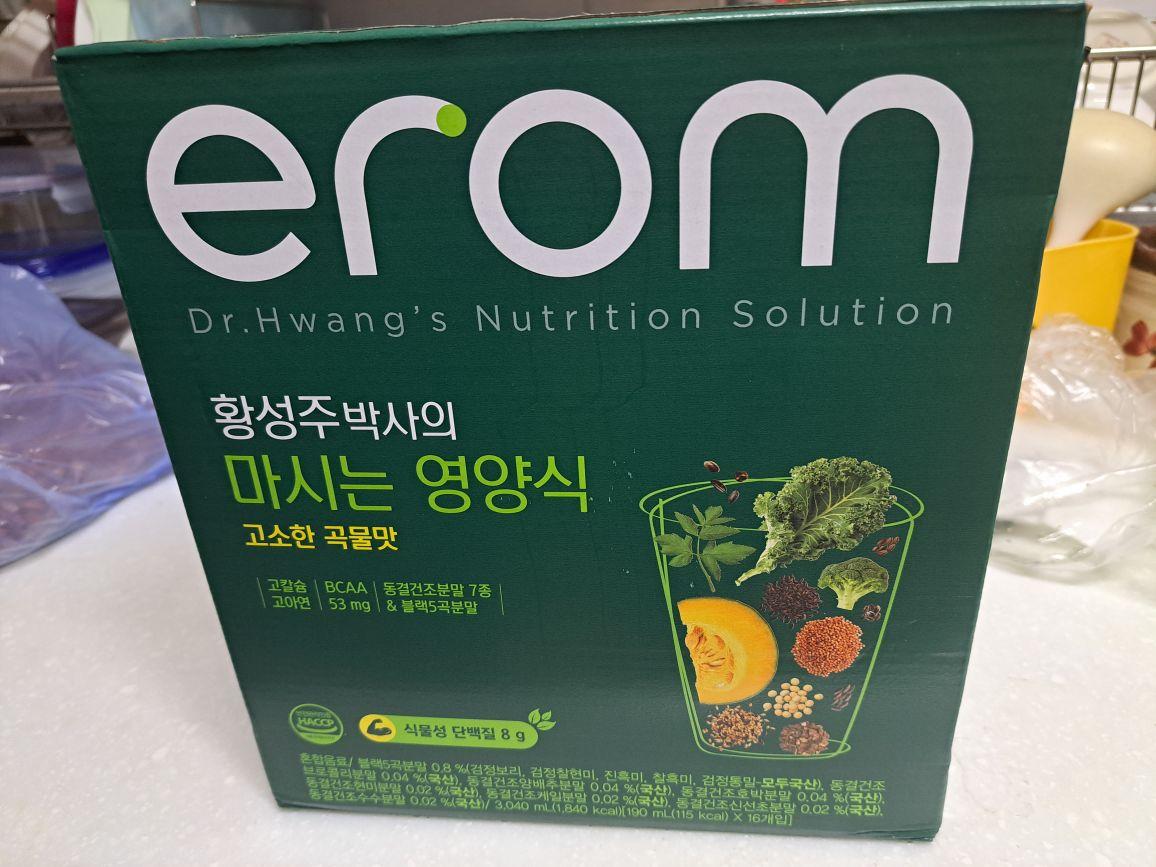 erom
Dr.Hwang's Nutrition Solution
황성주 박사의
마시는 영양식
고소한 곡물맛
고칼슘
고아연
BCAA
53 mg
동결건조분말 7종
& 블랙5곡분말
HACCP
식물성 단백질 8 g
혼합음료/ 블랙5곡분말 0.8 %(검정보리, 검정찰현미, 진흑미, 찰흑미, 검정통밀-모두국산), 동결건조
브로콜리분말 0.04 %(국산), 동결건조양배추분말 0.04 %(국산), 동결건조호박분말 0.04 %(국산),
동결건조현미분말 0.02 %(국산), 동결건조케일분말 0.02 %(국산), 동결건조신선초분말 0.02 %(국산),
동결건조수수분말 0.02 %(국산)/ 3,040 mL(1,840 kcal)[190 mL(115 kcal) X 16개입]